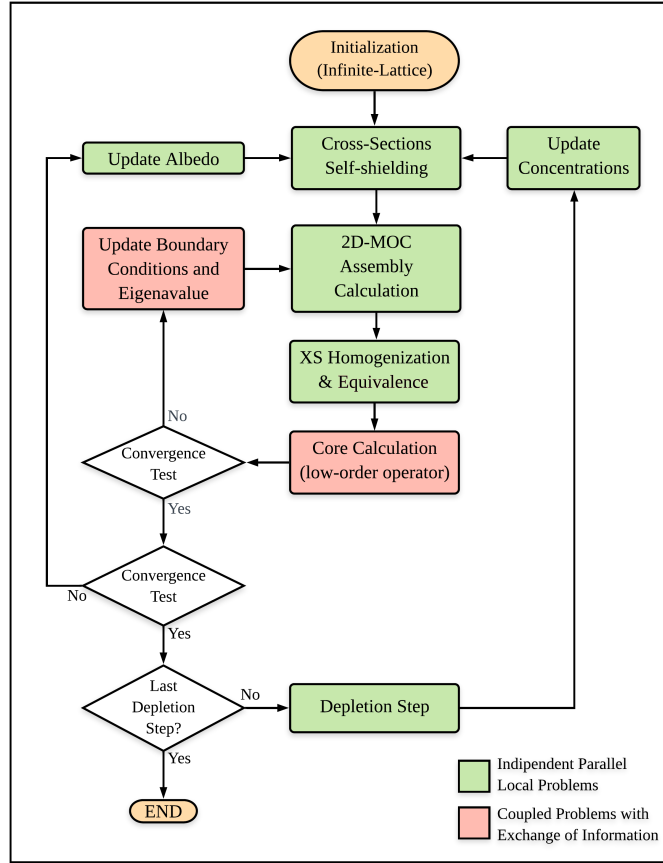 Initialization
(Infinite-Lattice)
Update Albedo
Cross-Sections
Self-shielding
Update
Concentrations
Update Boundary
Conditions and
Eigenavalue
2D-MOC
Assembly
Calculation
XS Homogenization
& Equivalence
No
Convergence
Test
Core Calculation
(low-order operator)
Yes
Convergence
Test
No
Yes
Last
Depletion
Step?
No
Depletion Step
Yes
END
Indipendent Parallel
Local Problems
Coupled Problems with
Exchange of Information